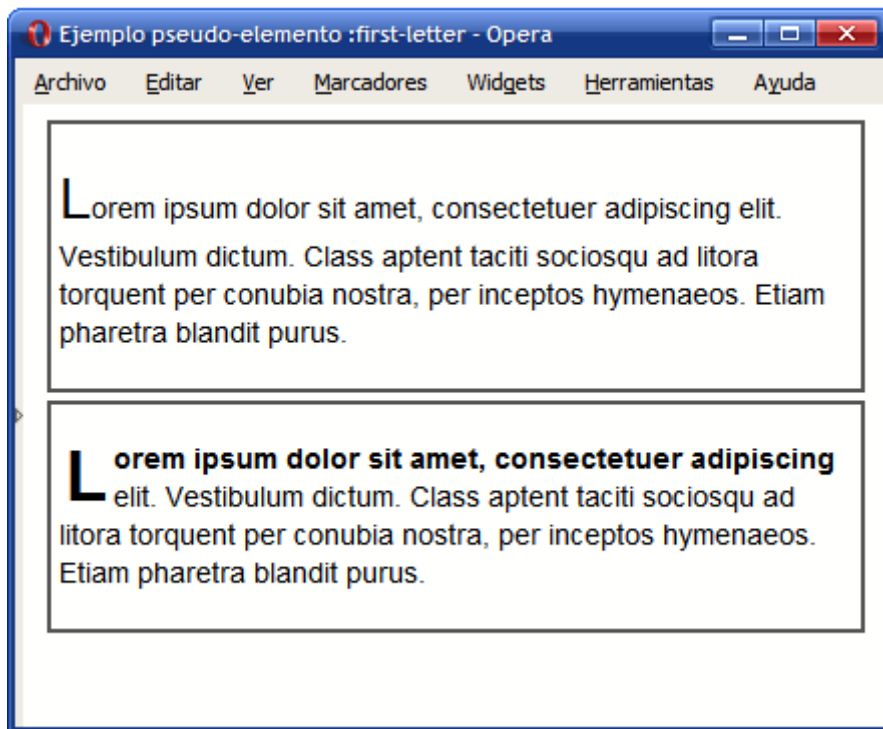 Ejemplo pseudo-elemento :first-letter - Opera
Archivo Editar Ver Marcadores Widgets Herramientas Ayuda
Lorem ipsum dolor sit amet, consectetuer adipiscing elit.
Vestibulum dictum. Class aptent taciti sociosqu ad litora
torquent per conubia nostra, per inceptos hymenaeos. Etiam
pharetra blandit purus.
Lorem ipsum dolor sit amet, consectetuer adipiscing
elit. Vestibulum dictum. Class aptent taciti sociosqu ad
litora torquent per conubia nostra, per inceptos hymenaeos.
Etiam pharetra blandit purus.